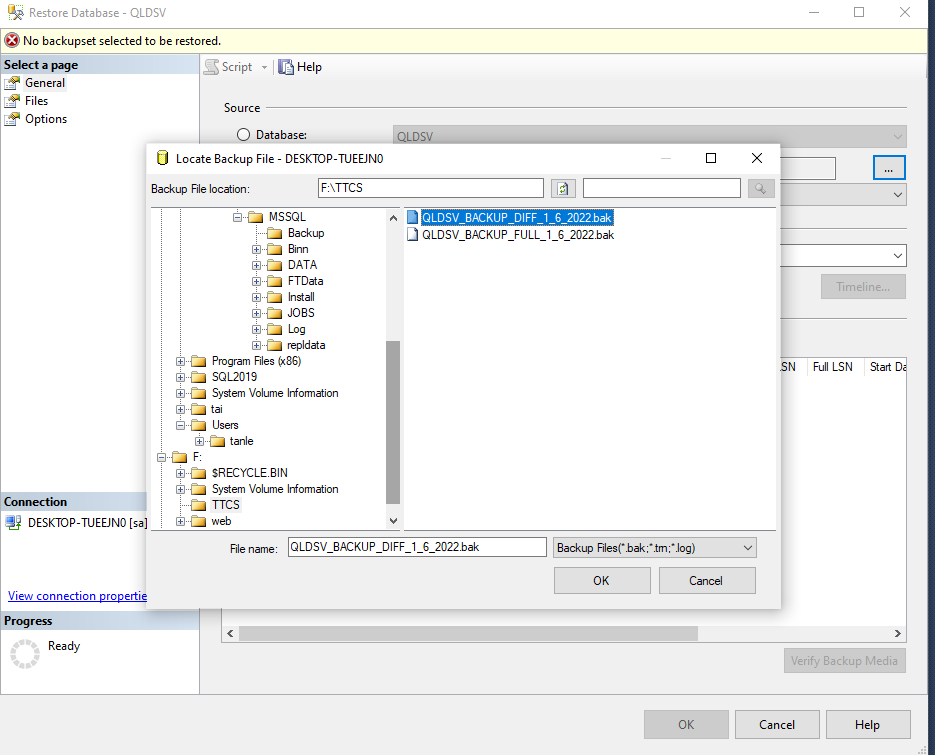 Restore Database - QLDSV
No backupset selected to be restored.
Select a page
General
Files
Options
Script
Help
Source
Database:
QLDSV
...
Timeline...
SN
Full LSN
Start Da
Locate Backup File - DESKTOP-TUEEJN0
Backup File location:
F:\TTCS
MSSQL
Backup
Binn
DATA
FTData
Install
JOBS
Log
repldata
Program Files (x86)
SQL2019
System Volume Information
tai
Users
tanle
F:
$RECYCLE.BIN
System Volume Information
TTCS
web
QLDSV_BACKUP_DIFF_1_6_2022.bak
QLDSV_BACKUP_FULL_1_6_2022.bak
File name:
QLDSV_BACKUP_DIFF_1_6_2022.bak
Backup Files(*.bak;*.trn;*.log)
OK
Cancel
Connection
DESKTOP-TUEEJN0 [sa]
View connection propertie
Progress
Ready
Verify Backup Media
OK
Cancel
Help